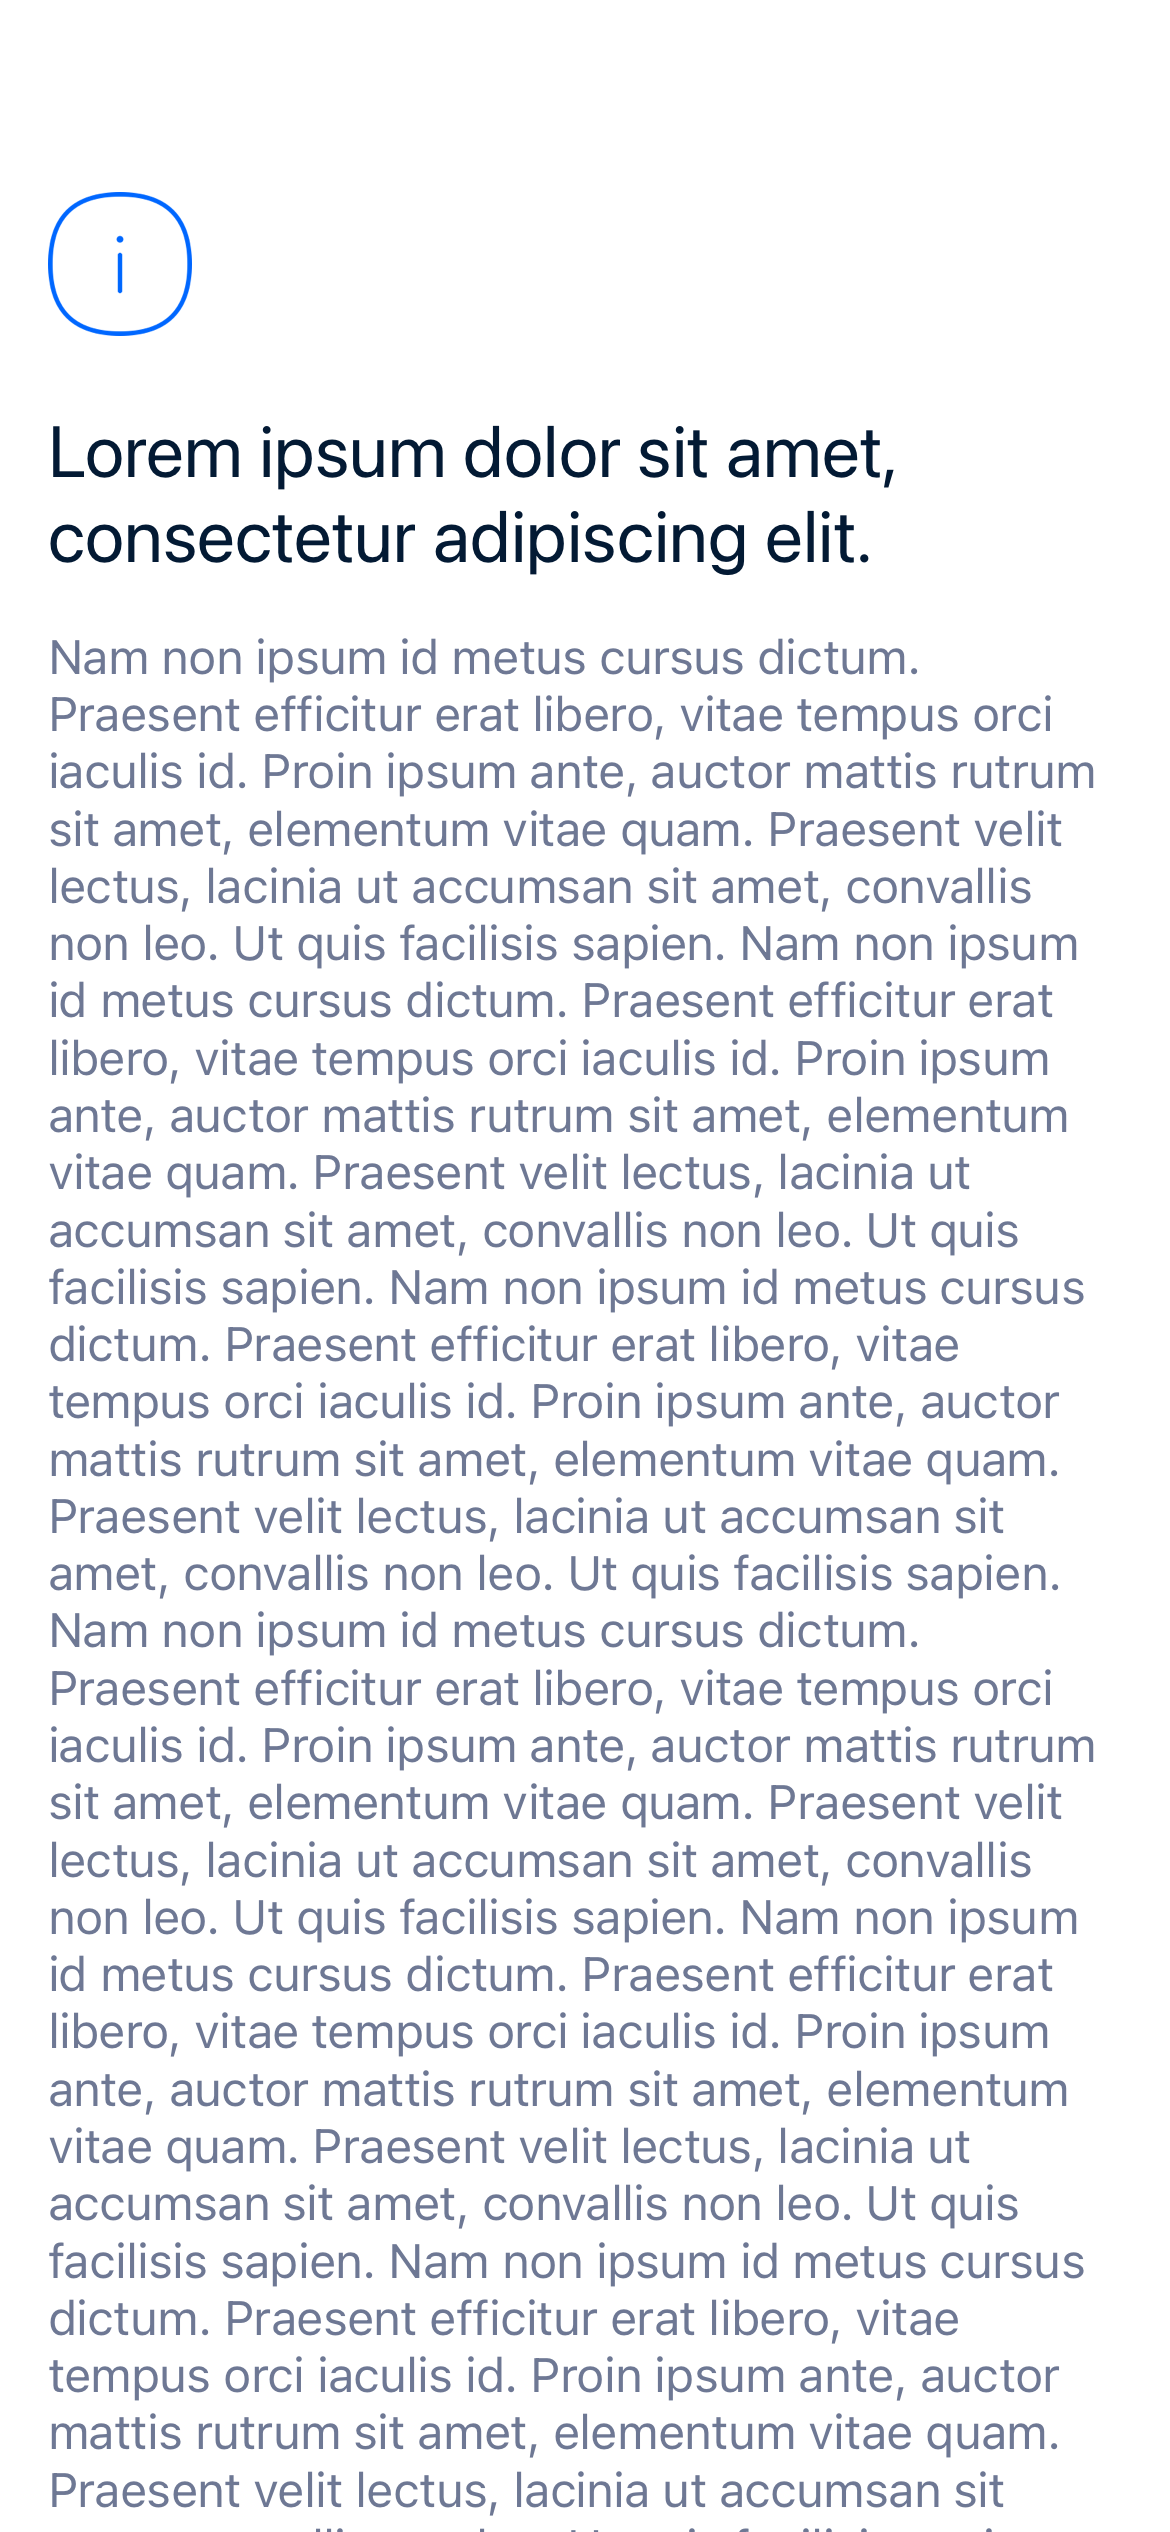 Lorem ipsum dolor sit amet,
consectetur adipiscing elit.
Nam non ipsum id metus cursus dictum.
Praesent efficitur erat libero, vitae tempus orci
iaculis id. Proin ipsum ante, auctor mattis rutrum
sit amet, elementum vitae quam. Praesent velit
lectus, lacinia ut accumsan sit amet, convallis
non leo. Ut quis facilisis sapien. Nam non ipsum
id metus cursus dictum. Praesent efficitur erat
libero, vitae tempus orci iaculis id. Proin ipsum
ante, auctor mattis rutrum sit amet, elementum
vitae quam. Praesent velit lectus, lacinia ut
accumsan sit amet, convallis non leo. Ut quis
facilisis sapien. Nam non ipsum id metus cursus
dictum. Praesent efficitur erat libero, vitae
tempus orci iaculis id. Proin ipsum ante, auctor
mattis rutrum sit amet, elementum vitae quam.
Praesent velit lectus, lacinia ut accumsan sit
amet, convallis non leo. Ut quis facilisis sapien.
Nam non ipsum id metus cursus dictum.
Praesent efficitur erat libero, vitae tempus orci
iaculis id. Proin ipsum ante, auctor mattis rutrum
sit amet, elementum vitae quam. Praesent velit
lectus, lacinia ut accumsan sit amet, convallis
non leo. Ut quis facilisis sapien. Nam non ipsum
id metus cursus dictum. Praesent efficitur erat
libero, vitae tempus orci iaculis id. Proin ipsum
ante, auctor mattis rutrum sit amet, elementum
vitae quam. Praesent velit lectus, lacinia ut
accumsan sit amet, convallis non leo. Ut quis
facilisis sapien. Nam non ipsum id metus cursus
dictum. Praesent efficitur erat libero, vitae
tempus orci iaculis id. Proin ipsum ante, auctor
mattis rutrum sit amet, elementum vitae quam.
Praesent velit lectus, lacinia ut accumsan sit